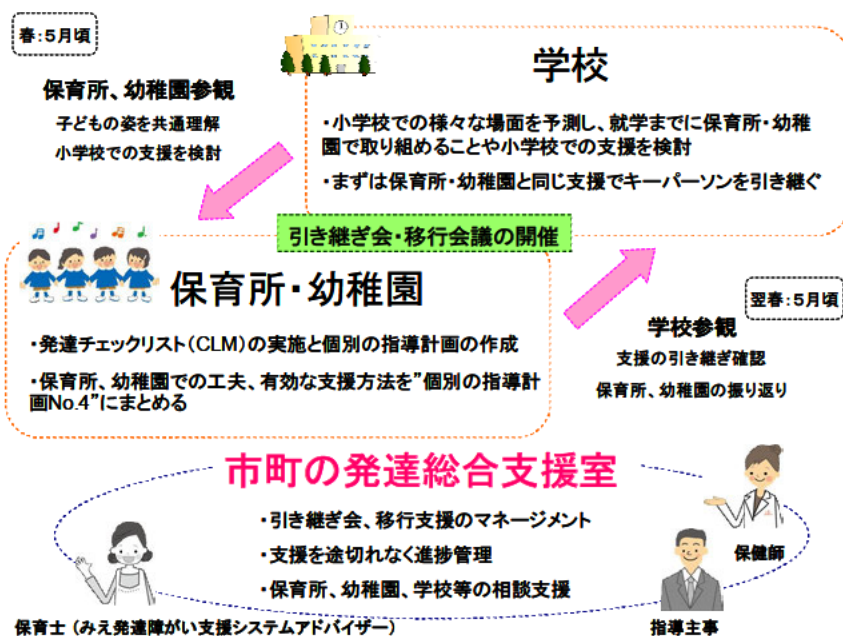 春:5月頃
保育所、幼稚園参観
子どもの姿を共通理解
小学校での支援を検討
学校
・小学校での様々な場面を予測し、就学までに保育所・幼稚
園で取り組めることや小学校での支援を検討
・まずは保育所・幼稚園と同じ支援でキーパーソンを引き継ぐ
引き継ぎ会・移行会議の開催
保育所・幼稚園
・発達チェックリスト(CLM)の実施と個別の指導計画の作成
・保育所、幼稚園での工夫、有効な支援方法を"個別の指導計
画No.4"にまとめる
翌春:5月頃
学校参観
支援の引き継ぎ確認
保育所、幼稚園の振り返り
市町の発達総合支援室
・引き継ぎ会、移行支援のマネージメント
・支援を途切れなく進捗管理
・保育所、幼稚園、学校等の相談支援
保健師
保育士(みえ発達障がい支援システムアドバイザー)
指導主事